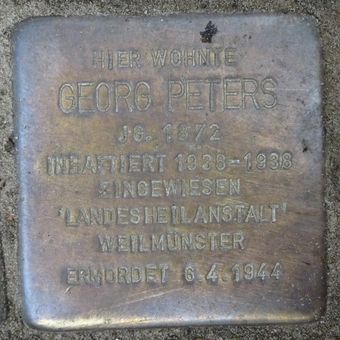 HIER WOHNTE
GEORG PETERS
JG. 1872
INHAFTIERT 1936-1938
EINGEWIESEN
'LANDESHEILANSTALT'
WEILMÜNSTER
ERMORDET 6.4.1944